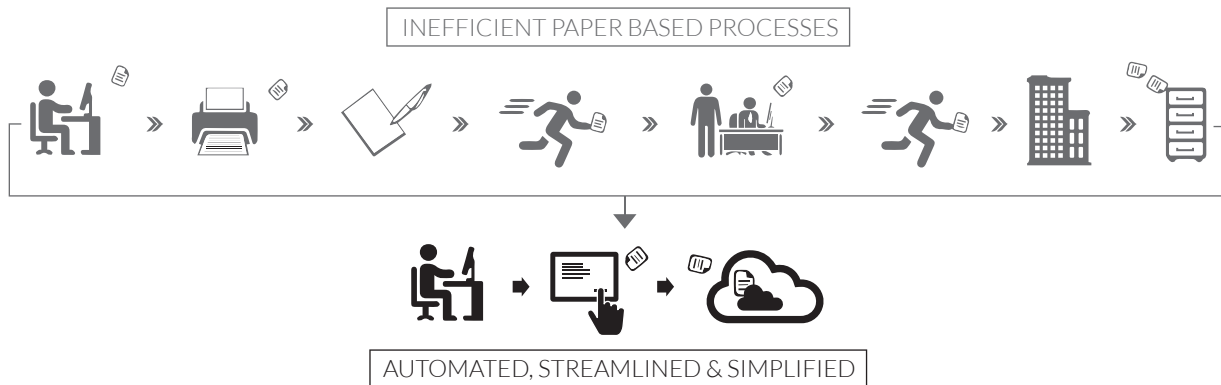 INEFFICIENT PAPER BASED PROCESSES
AUTOMATED, STREAMLINED & SIMPLIFIED